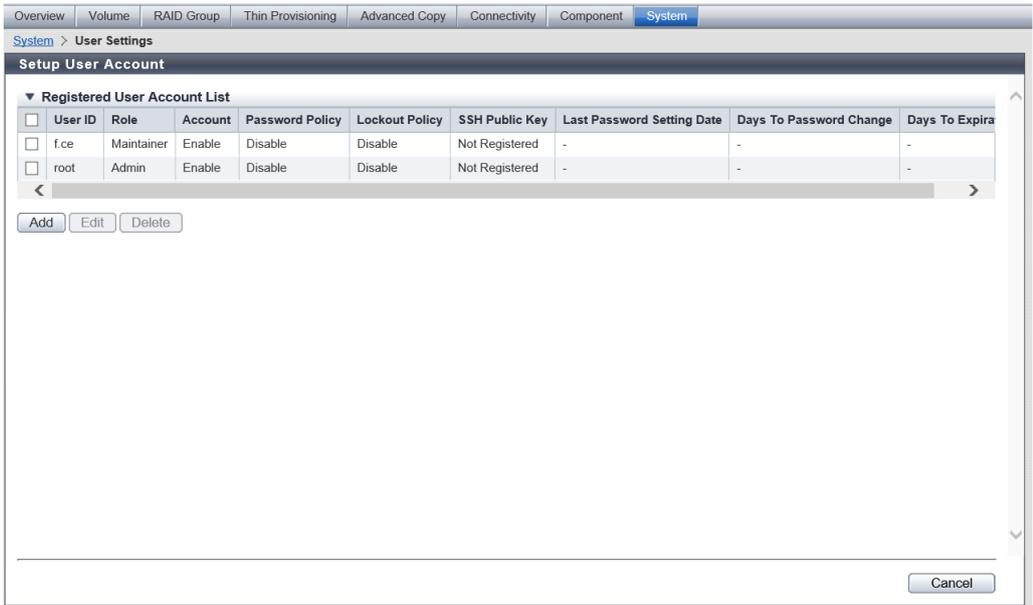 Overview Volume RAID Group Thin Provisioning Advanced Copy Connectivity Component System
System > User Settings
Setup User Account
▼ Registered User Account List
User ID Role Account Password Policy Lockout Policy SSH Public Key Last Password Setting Date Days To Password Change Days To Expira
f.ce Maintainer Enable Disable Disable Not Registered - - -
root Admin Enable Disable Disable Not Registered - - -
Add Edit Delete
Cancel